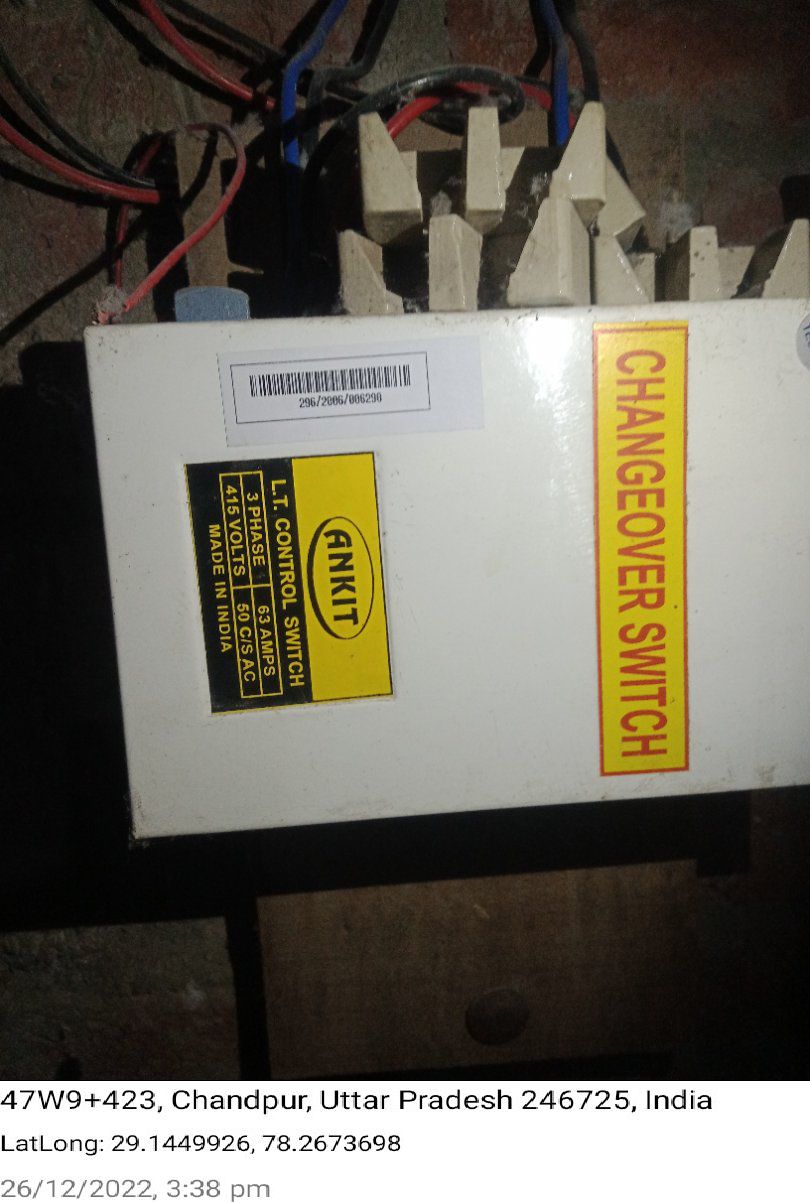 296/2006/006290
CHANGEOVER SWITCH
ANKIT
L.T. CONTROL SWITCH
3 PHASE 63 AMPS
415 VOLTS 50 C/S AC
MADE IN INDIA
47W9+423, Chandpur, Uttar Pradesh 246725, India
LatLong: 29.1449926, 78.2673698
26/12/2022, 3:38 pm